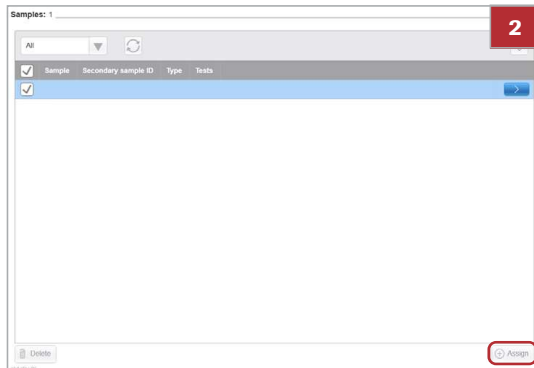 Samples: 1
2
All
Sample Secondary sample ID Type Tests
Delete
Assign